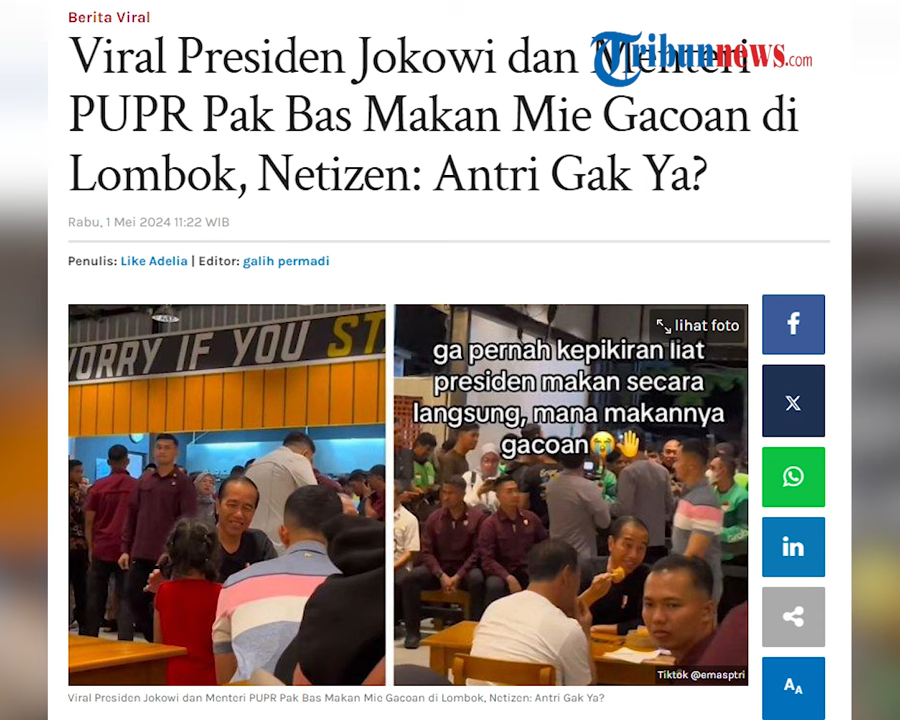 Berita Viral
Tribunnews.com
Viral Presiden Jokowi dan Menteri
PUPR Pak Bas Makan Mie Gacoan di
Lombok, Netizen: Antri Gak Ya?
Rabu, 1 Mei 2024 11:22 WIB
Penulis: Like Adelia | Editor: galih permadi
ORRY IF YOU ST
lihat foto
ga pernah kepikiran liat
presiden makan secara
langsung, mana makannya
gacoan😭🤚
Tiktok @emasptri
Viral Presiden Jokowi dan Menteri PUPR Pak Bas Makan Mie Gacoan di Lombok, Netizen: Antri Gak Ya?
f
X
in
AA